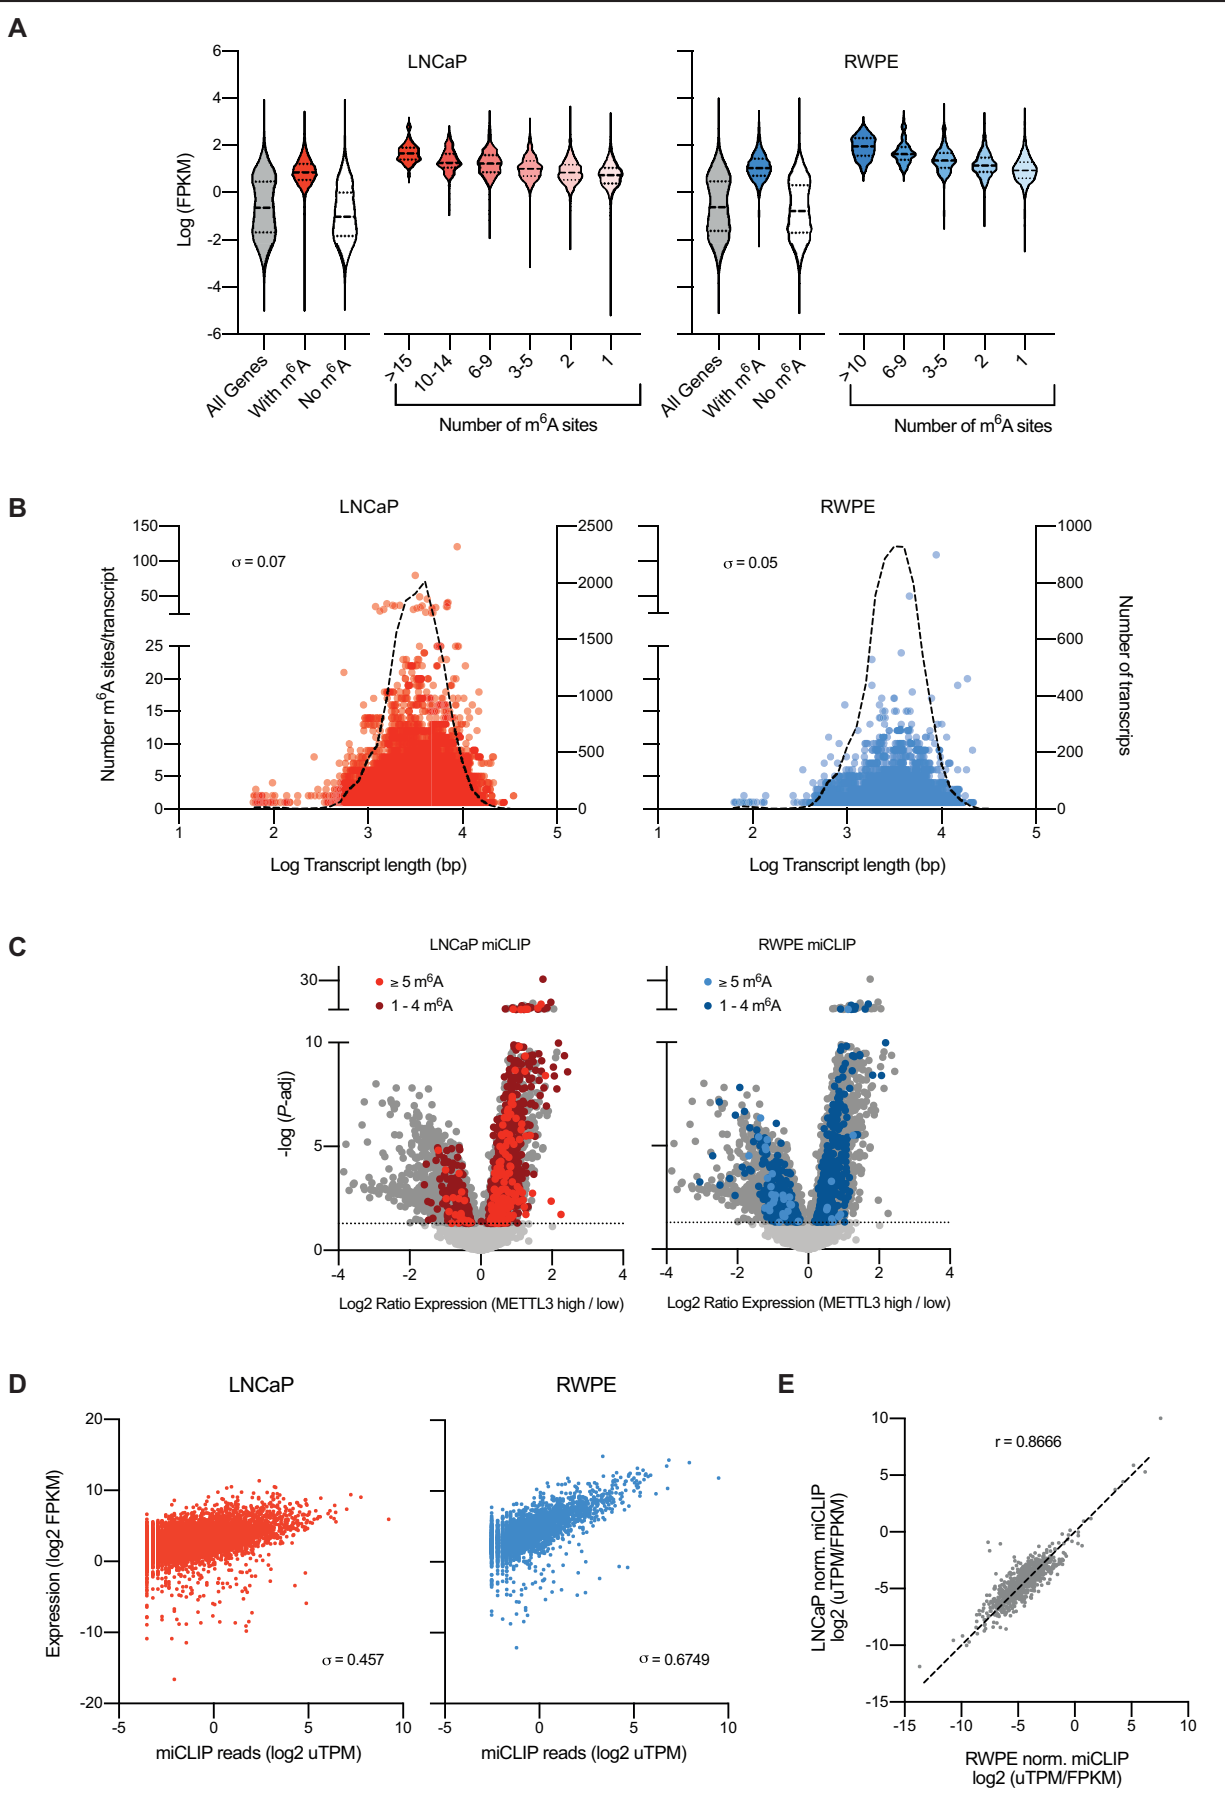 A
LNCaP
RWPE
Log (FPKM)
6
4
2
0
-2
-4
-6
All Genes
With m6A
No m6A
>15
10-14
6-9
3-5
2
1
Number of m6A sites
All Genes
With m6A
No m6A
>10
6-9
3-5
2
1
Number of m6A sites
B
LNCaP
RWPE
Number m6A sites/transcript
150
100
50
25
20
15
10
5
0
σ = 0.07
2500
2000
1500
1000
500
0
1
2
3
4
5
Log Transcript length (bp)
σ = 0.05
1000
800
600
400
200
0
Number of transcrips
1
2
3
4
5
Log Transcript length (bp)
C
LNCaP miCLIP
RWPE miCLIP
-log (P-adj)
30
10
5
0
≥ 5 m6A
1 - 4 m6A
≥ 5 m6A
1 - 4 m6A
-4
-2
0
2
4
Log2 Ratio Expression (METTL3 high / low)
-4
-2
0
2
4
Log2 Ratio Expression (METTL3 high / low)
D
LNCaP
RWPE
Expression (log2 FPKM)
20
10
0
-10
-20
σ = 0.457
σ = 0.6749
-5
0
5
10
miCLIP reads (log2 uTPM)
-5
0
5
10
miCLIP reads (log2 uTPM)
E
r = 0.8666
LNCaP norm. miCLIP
log2 (uTPM/FPKM)
10
5
0
-5
-10
-15
-15
-10
-5
0
5
10
RWPE norm. miCLIP
log2 (uTPM/FPKM)